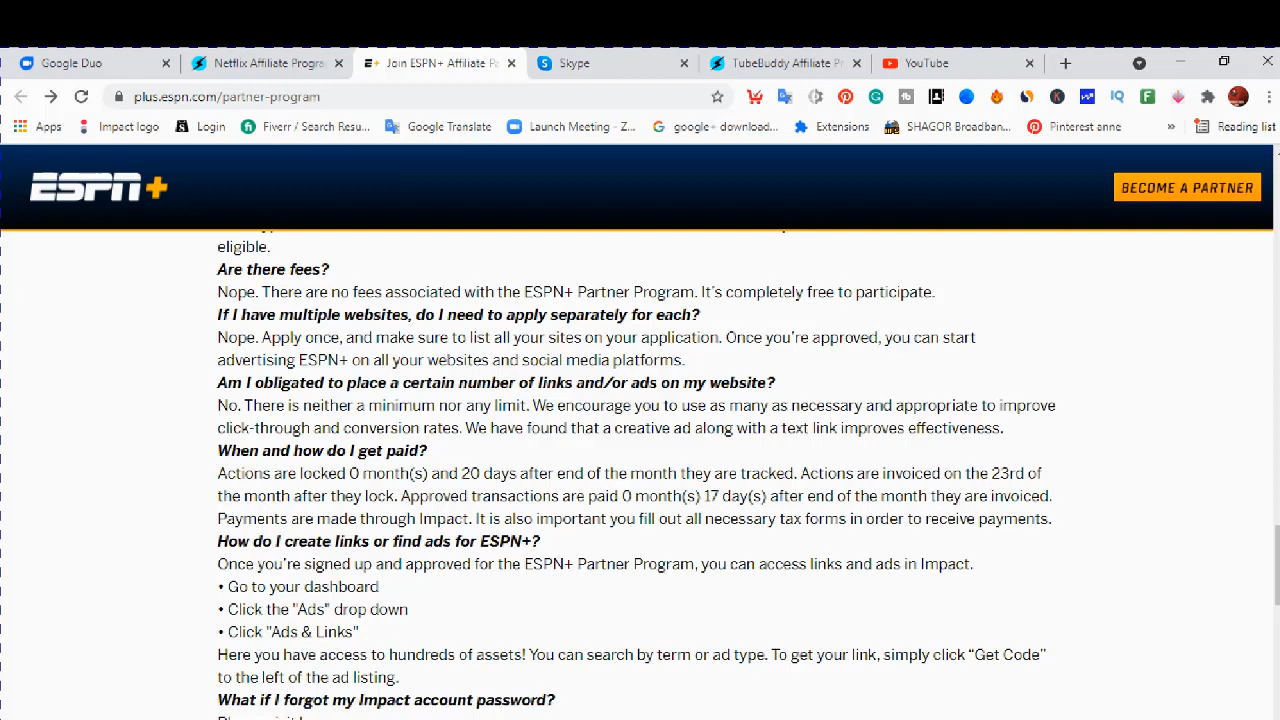 Google Duo
Netflix Affiliate Progra
Join ESPN+ Affiliate Pa
Skype
TubeBuddy Affiliate Pr
YouTube
plus.espn.com/partner-program
Apps
Impact logo
Login
Fiverr / Search Resu...
Google Translate
Launch Meeting - Z...
google+ download...
Extensions
SHAGOR Broadban...
Pinterest anne
»
Reading list
ESPN+
BECOME A PARTNER
eligible.
Are there fees?
Nope. There are no fees associated with the ESPN+ Partner Program. It's completely free to participate.
If I have multiple websites, do I need to apply separately for each?
Nope. Apply once, and make sure to list all your sites on your application. Once you're approved, you can start
advertising ESPN+ on all your websites and social media platforms.
Am I obligated to place a certain number of links and/or ads on my website?
No. There is neither a minimum nor any limit. We encourage you to use as many as necessary and appropriate to improve
click-through and conversion rates. We have found that a creative ad along with a text link improves effectiveness.
When and how do I get paid?
Actions are locked 0 month(s) and 20 days after end of the month they are tracked. Actions are invoiced on the 23rd of
the month after they lock. Approved transactions are paid 0 month(s) 17 day(s) after end of the month they are invoiced.
Payments are made through Impact. It is also important you fill out all necessary tax forms in order to receive payments.
How do I create links or find ads for ESPN+?
Once you're signed up and approved for the ESPN+ Partner Program, you can access links and ads in Impact.
• Go to your dashboard
• Click the "Ads" drop down
• Click "Ads & Links"
Here you have access to hundreds of assets! You can search by term or ad type. To get your link, simply click “Get Code”
to the left of the ad listing.
What if I forgot my Impact account password?